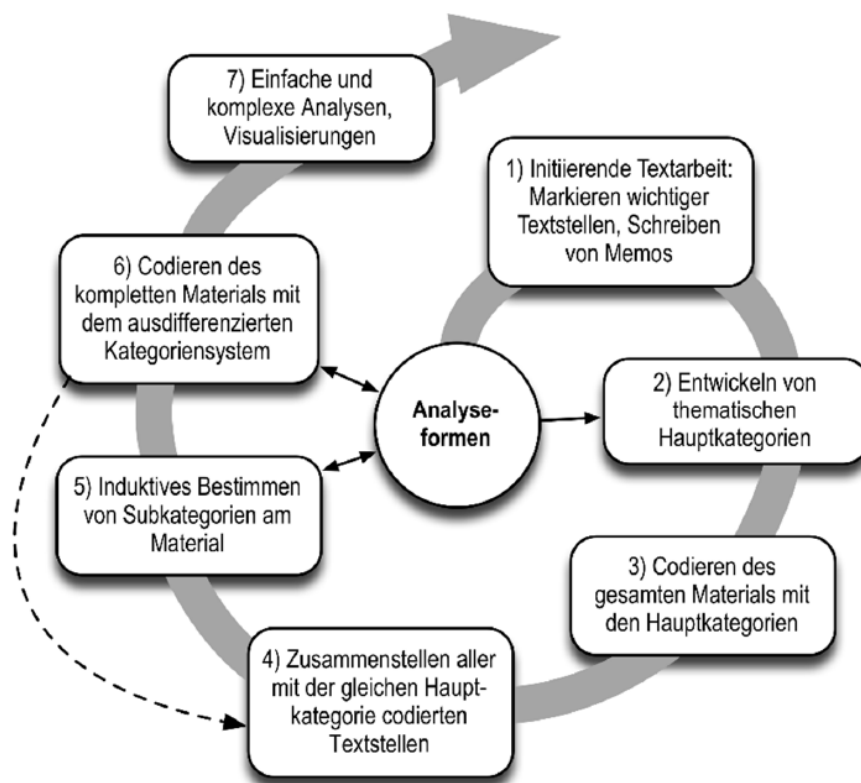 7) Einfache und
komplexe Analysen,
Visualisierungen
1) Initiierende Textarbeit:
Markieren wichtiger
Textstellen, Schreiben
von Memos
6) Codieren des
kompletten Materials mit
dem ausdifferenzierten
Kategoriensystem
Analyse-
formen
2) Entwickeln von
thematischen
Hauptkategorien
5) Induktives Bestimmen
von Subkategorien am
Material
3) Codieren des
gesamten Materials mit
den Hauptkategorien
4) Zusammenstellen aller
mit der gleichen Haupt-
kategorie codierten
Textstellen